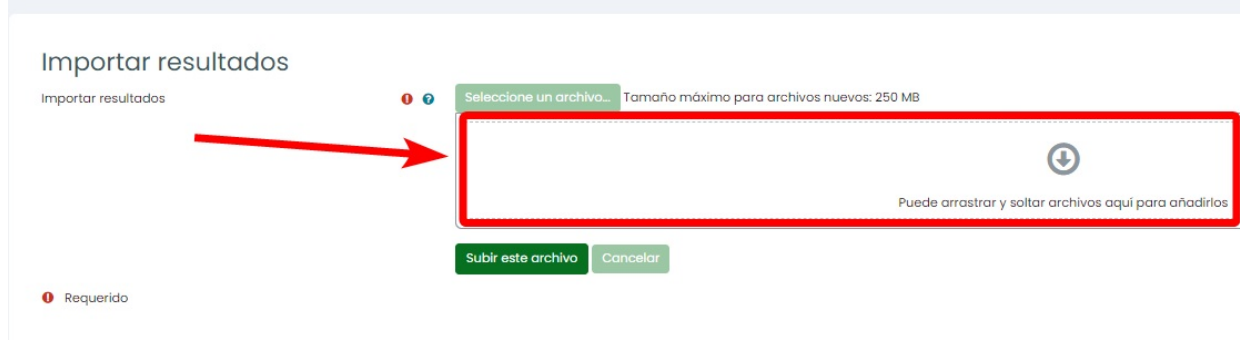 Importar resultados
Importar resultados
Seleccione un archivo... Tamaño máximo para archivos nuevos: 250 MB
Puede arrastrar y soltar archivos aquí para añadirlos
Subir este archivo Cancelar
Requerido